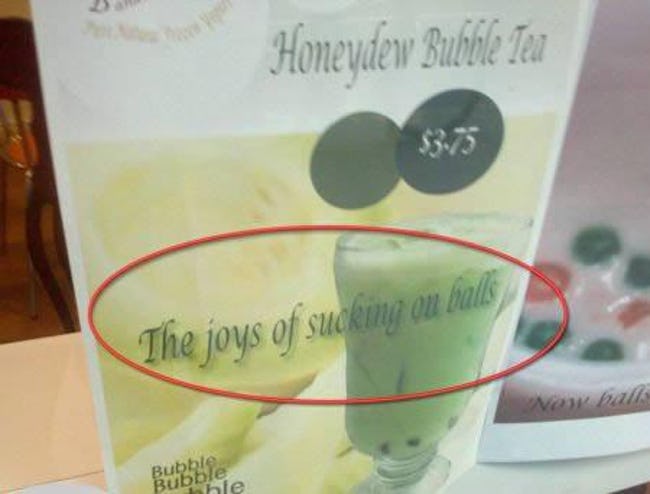 Honeydew Bubble Tea
$3.75
The joys of sucking on balls
Now balls
Bubble
Bubble